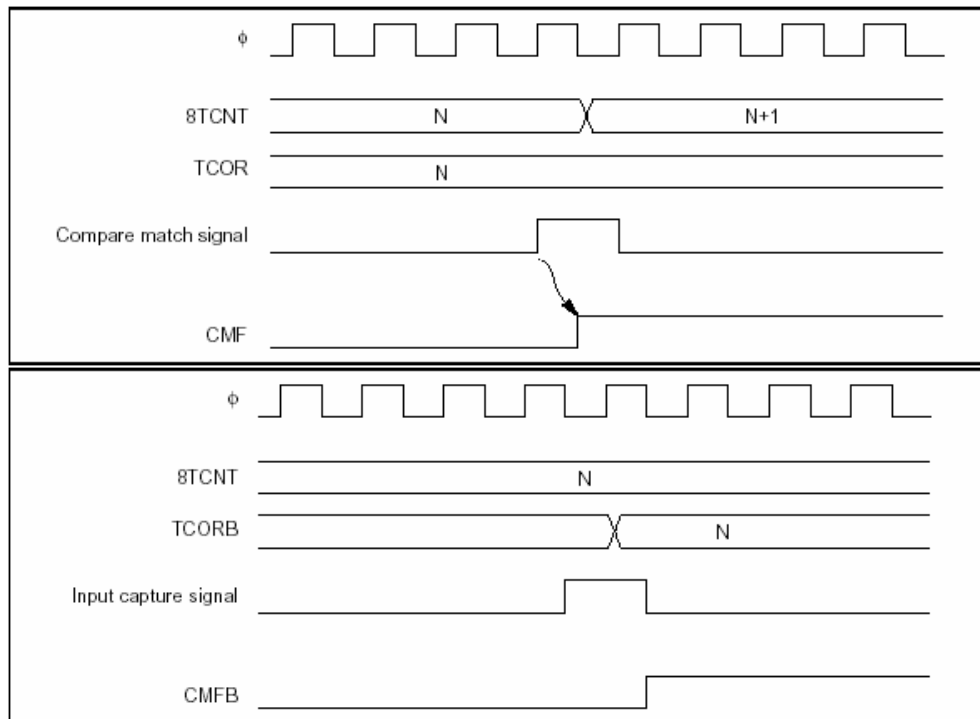 ϕ
8TCNT N N+1
TCOR N
Compare match signal
CMF
ϕ
8TCNT N
TCORB N
Input capture signal
CMFB